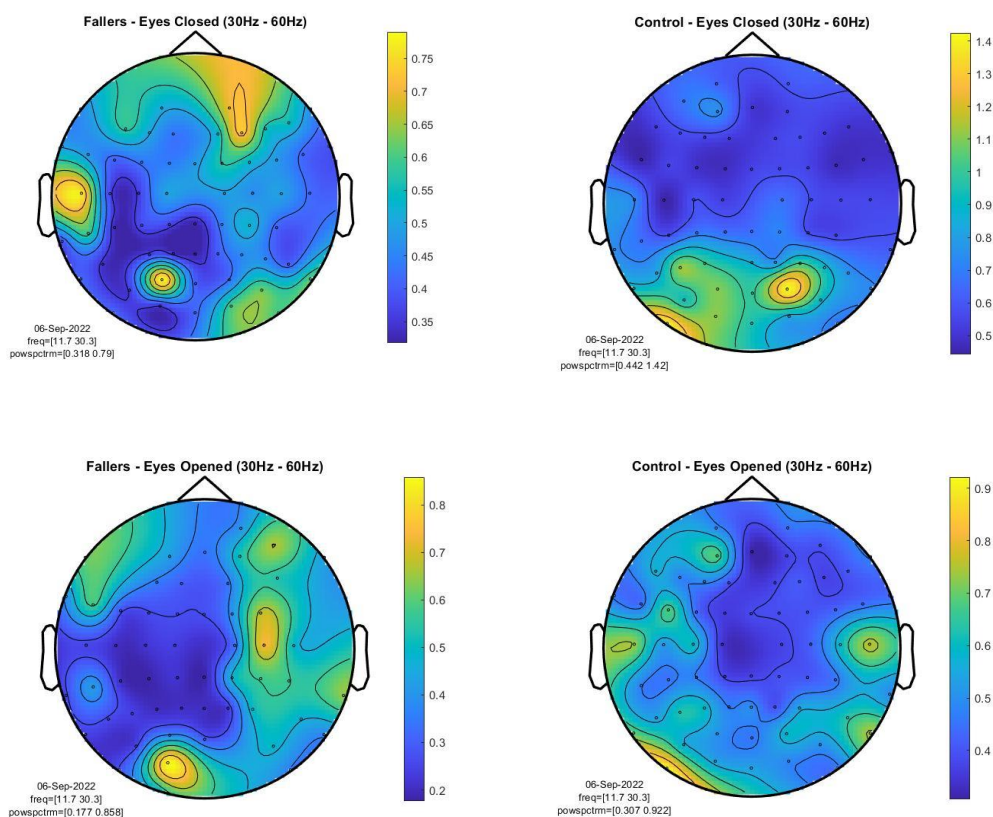 Fallers - Eyes Closed (30Hz - 60Hz)
0.75
0.7
0.65
0.6
0.55
0.5
0.45
0.4
0.35
06-Sep-2022
freq=[11.7 30.3]
powspctrm=[0.318 0.79]
Control - Eyes Closed (30Hz - 60Hz)
1.4
1.3
1.2
1.1
1
0.9
0.8
0.7
0.6
0.5
06-Sep-2022
freq=[11.7 30.3]
powspctrm=[0.442 1.42]
Fallers - Eyes Opened (30Hz - 60Hz)
0.8
0.7
0.6
0.5
0.4
0.3
0.2
06-Sep-2022
freq=[11.7 30.3]
powspctrm=[0.177 0.858]
Control - Eyes Opened (30Hz - 60Hz)
0.9
0.8
0.7
0.6
0.5
0.4
06-Sep-2022
freq=[11.7 30.3]
powspctrm=[0.307 0.922]